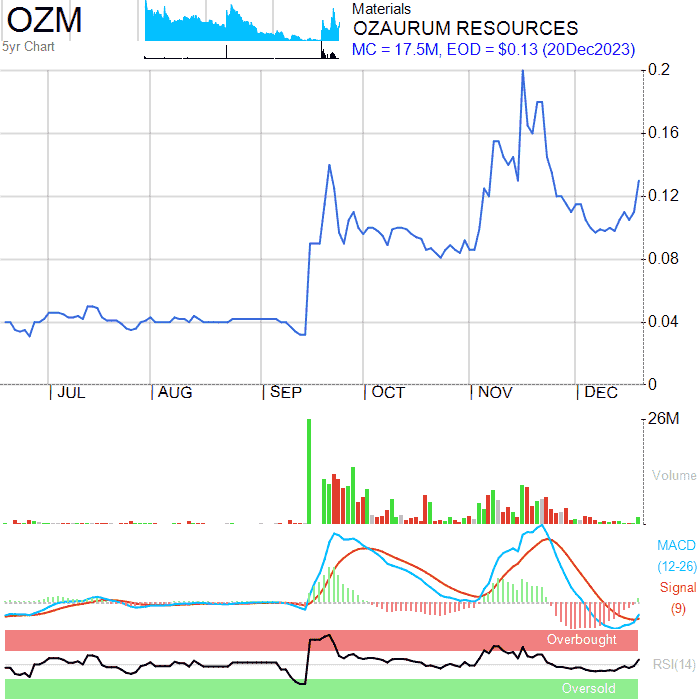 OZM
5yr Chart
Materials
OZAURUM RESOURCES
MC = 17.5M, EOD = $0.13 (20Dec2023)
0.2
0.16
0.12
0.08
0.04
0
JUL AUG SEP OCT NOV DEC
26M
Volume
MACD
(12-26)
Signal
(9)
Overbought
RSI(14)
Oversold